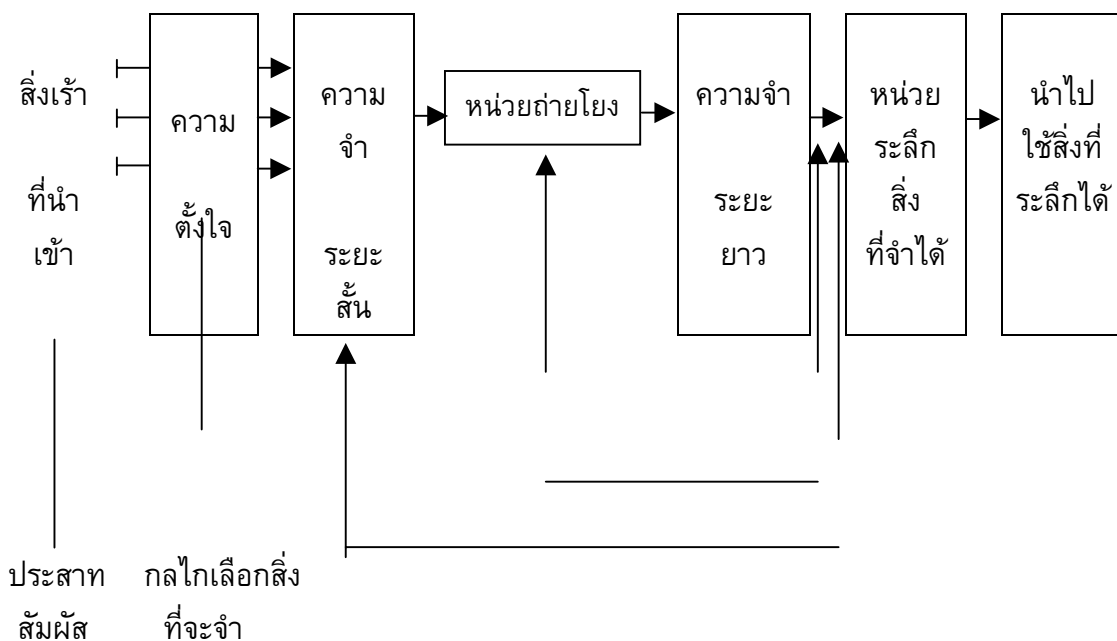 สิ่งเร้า
ที่นำ
เข้า
ความ
ตั้งใจ
ความ
จำ
ระยะ
สั้น
หน่วยถ่ายโยง
ความจำ
ระยะ
ยาว
หน่วย
ระลึก
สิ่ง
ที่จำได้
นำไป
ใช้สิ่งที่
ระลึกได้
ประสาท
สัมผัส
กลไกเลือกสิ่ง
ที่จะจำ